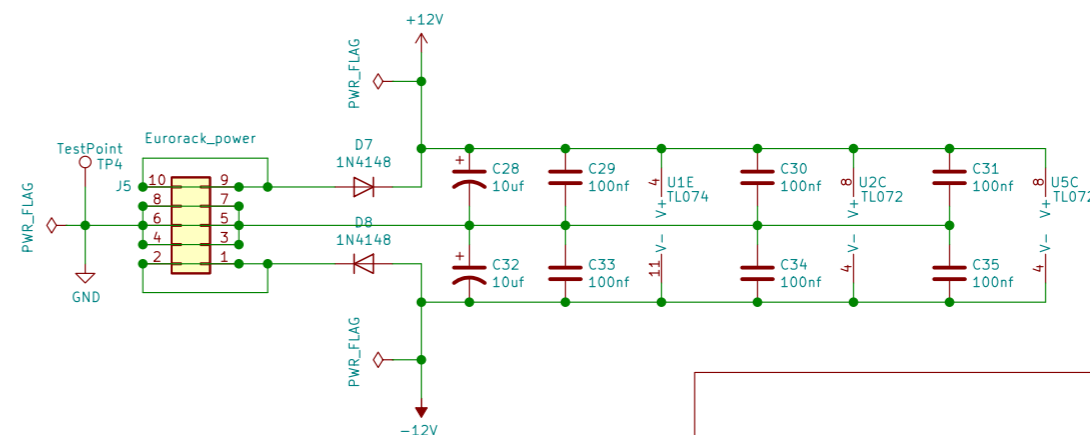 +12V
PWR_FLAG
Eurorack_power
TestPoint
TP4
J5
10 9
8 7
6 5
4 3
2 1
PWR_FLAG
GND
D7
1N4148
D8
1N4148
+
C28
10uf
C29
100nf
4
U1E
TL074
V+
C30
100nf
8
U2C
TL072
V+
C31
100nf
8
U5C
TL072
V+
+
C32
10uf
C33
100nf
V-
11
C34
100nf
V-
4
C35
100nf
V-
4
PWR_FLAG
-12V